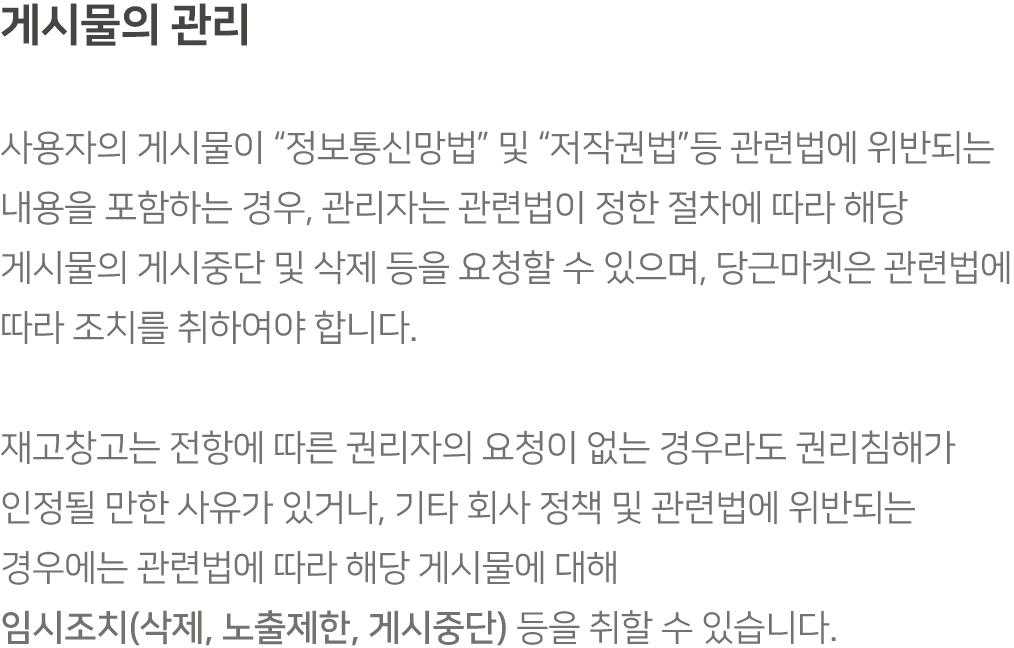 게시물의 관리
사용자의 게시물이 “정보통신망법” 및 “저작권법”등 관련법에 위반되는
내용을 포함하는 경우, 관리자는 관련법이 정한 절차에 따라 해당
게시물의 게시중단 및 삭제 등을 요청할 수 있으며, 당근마켓은 관련법에
따라 조치를 취하여야 합니다.
재고창고는 전항에 따른 권리자의 요청이 없는 경우라도 권리침해가
인정될 만한 사유가 있거나, 기타 회사 정책 및 관련법에 위반되는
경우에는 관련법에 따라 해당 게시물에 대해
임시조치(삭제, 노출제한, 게시중단) 등을 취할 수 있습니다.